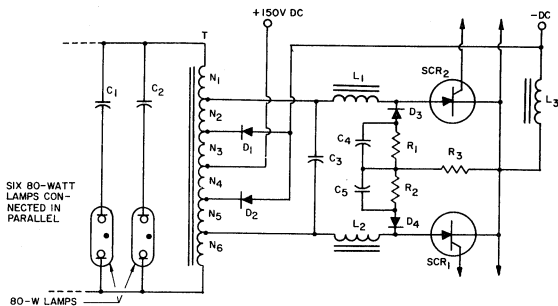 +150V DC
−DC
T
C1
C2
N1
N2
N3
N4
N5
N6
D1
D2
L1
L2
L3
C3
C4
C5
D3
D4
R1
R2
R3
SCR2
SCR1
SIX 80-WATT
LAMPS CON-
NECTED IN
PARALLEL
80-W LAMPS
V